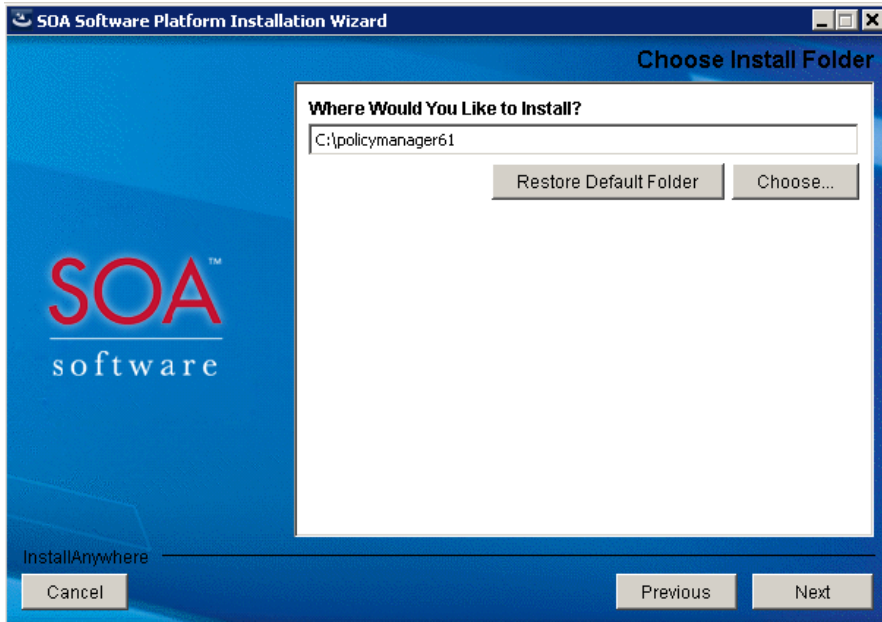 SOA Software Platform Installation Wizard
Choose Install Folder
Where Would You Like to Install?
C:\policymanager61
Restore Default Folder
Choose...
SOA™
software
InstallAnywhere
Cancel
Previous
Next